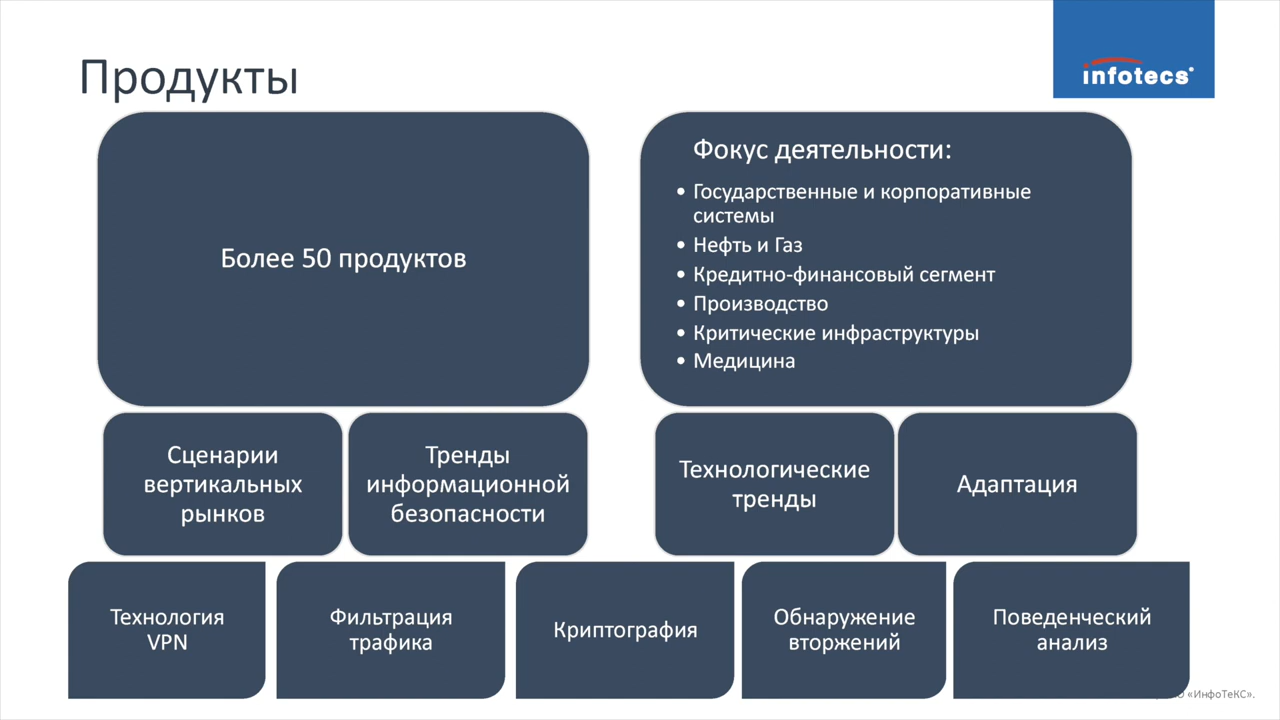 Продукты
infotecs
Более 50 продуктов
Фокус деятельности:
• Государственные и корпоративные
системы
• Нефть и Газ
• Кредитно-финансовый сегмент
• Производство
• Критические инфраструктуры
• Медицина
Сценарии
вертикальных
рынков
Тренды
информационной
безопасности
Технологические
тренды
Адаптация
Технология
VPN
Фильтрация
трафика
Криптография
Обнаружение
вторжений
Поведенческий
анализ
«ИнфоТеКС».